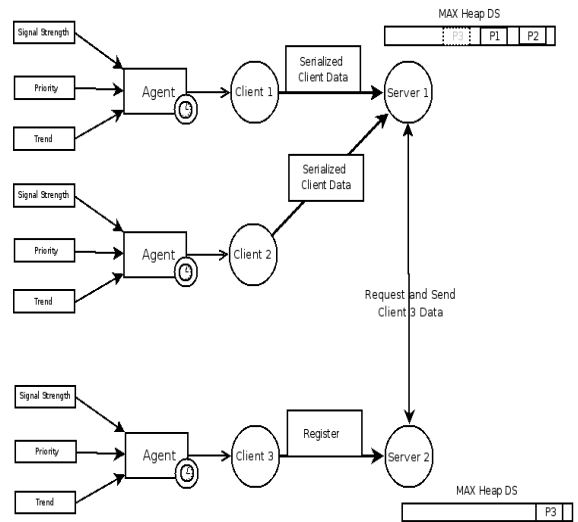 MAX Heap DS
P3 P1 P2
Signal Strength
Priority
Trend
Agent
Client 1
Serialized
Client Data
Server 1
Signal Strength
Priority
Trend
Agent
Client 2
Serialized
Client Data
Request and Send
Client 3 Data
Signal Strength
Priority
Trend
Agent
Client 3
Register
Server 2
MAX Heap DS
P3